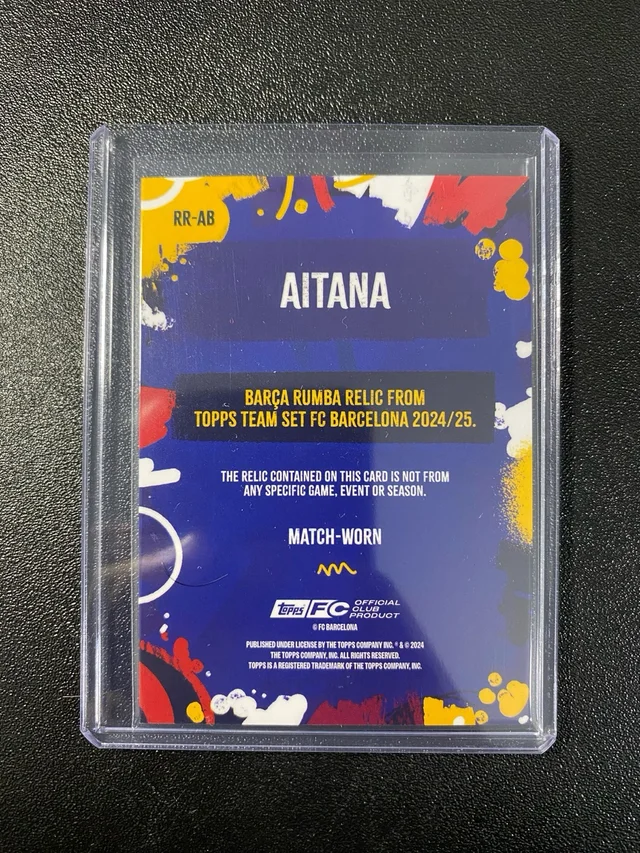 RR-AB
AITANA
BARÇA RUMBA RELIC FROM
TOPPS TEAM SET FC BARCELONA 2024/25.
THE RELIC CONTAINED ON THIS CARD IS NOT FROM
ANY SPECIFIC GAME, EVENT OR SEASON.
MATCH-WORN
topps FC OFFICIAL
CLUB
PRODUCT
© FC BARCELONA
PUBLISHED UNDER LICENSE BY THE TOPPS COMPANY INC. ® & © 2024
THE TOPPS COMPANY, INC. ALL RIGHTS RESERVED.
TOPPS IS A REGISTERED TRADEMARK OF THE TOPPS COMPANY, INC.